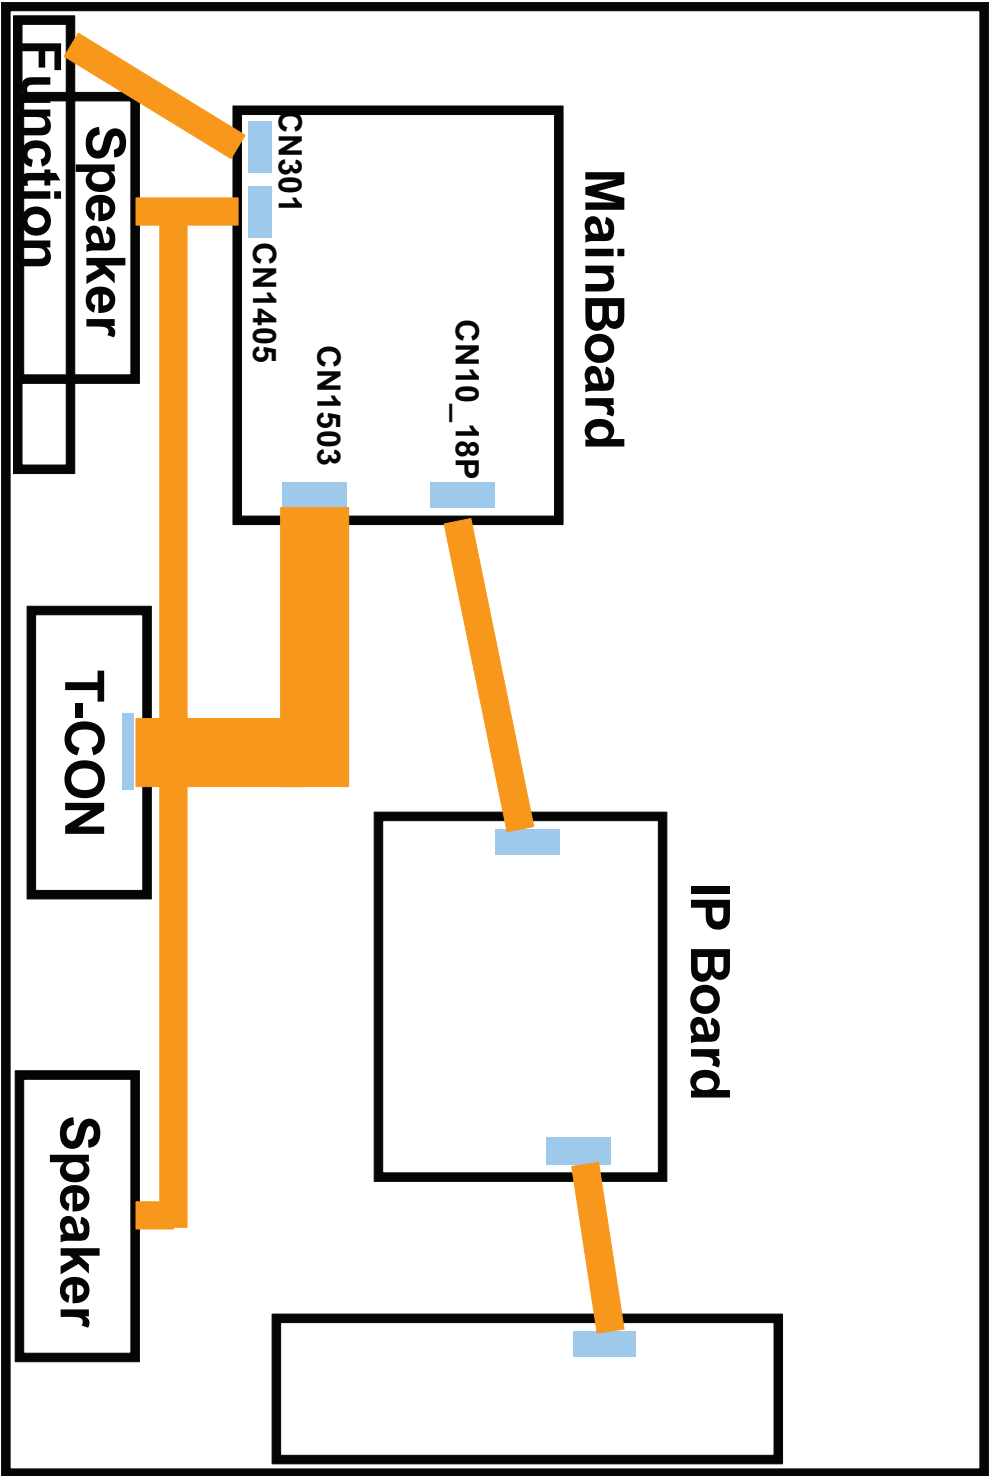 MainBoard
IP Board
CN10_18P
CN1503
CN301
CN1405
Speaker
Function
T-CON
Speaker